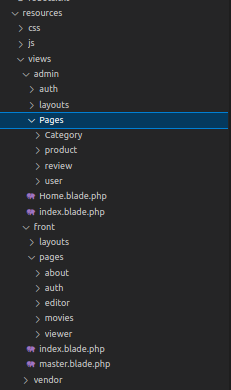 resources
css
js
views
admin
auth
layouts
Pages
Category
product
review
user
Home.blade.php
index.blade.php
front
layouts
pages
about
auth
editor
movies
viewer
index.blade.php
master.blade.php
vendor